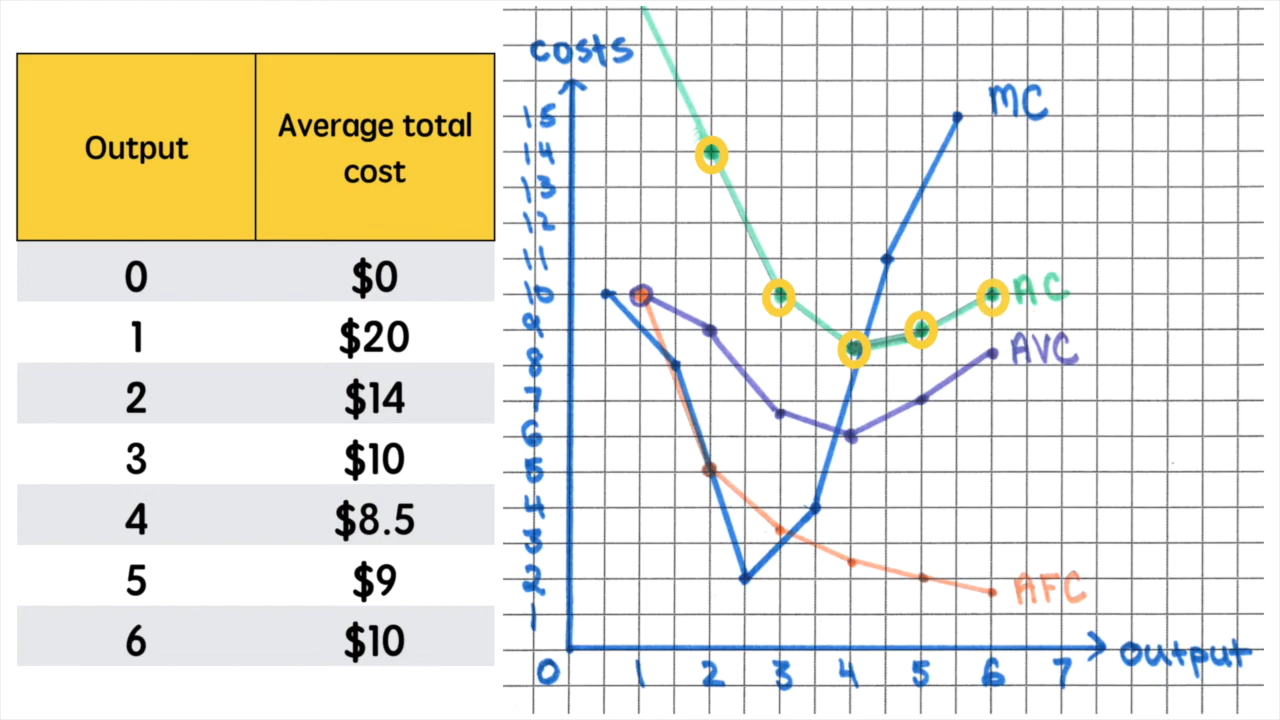 Output
Average total
cost
0 $0
1 $20
2 $14
3 $10
4 $8.5
5 $9
6 $10
costs
15
14
13
12
11
10
9
8
7
6
5
4
3
2
1
0 1 2 3 4 5 6 7
output
MC
AC
AVC
AFC